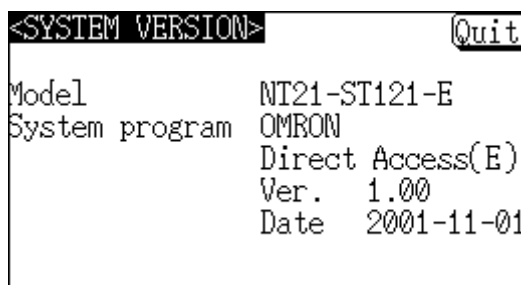 <SYSTEM VERSION> Quit
Model NT21-ST121-E
System program OMRON
Direct Access(E)
Ver. 1.00
Date 2001-11-01